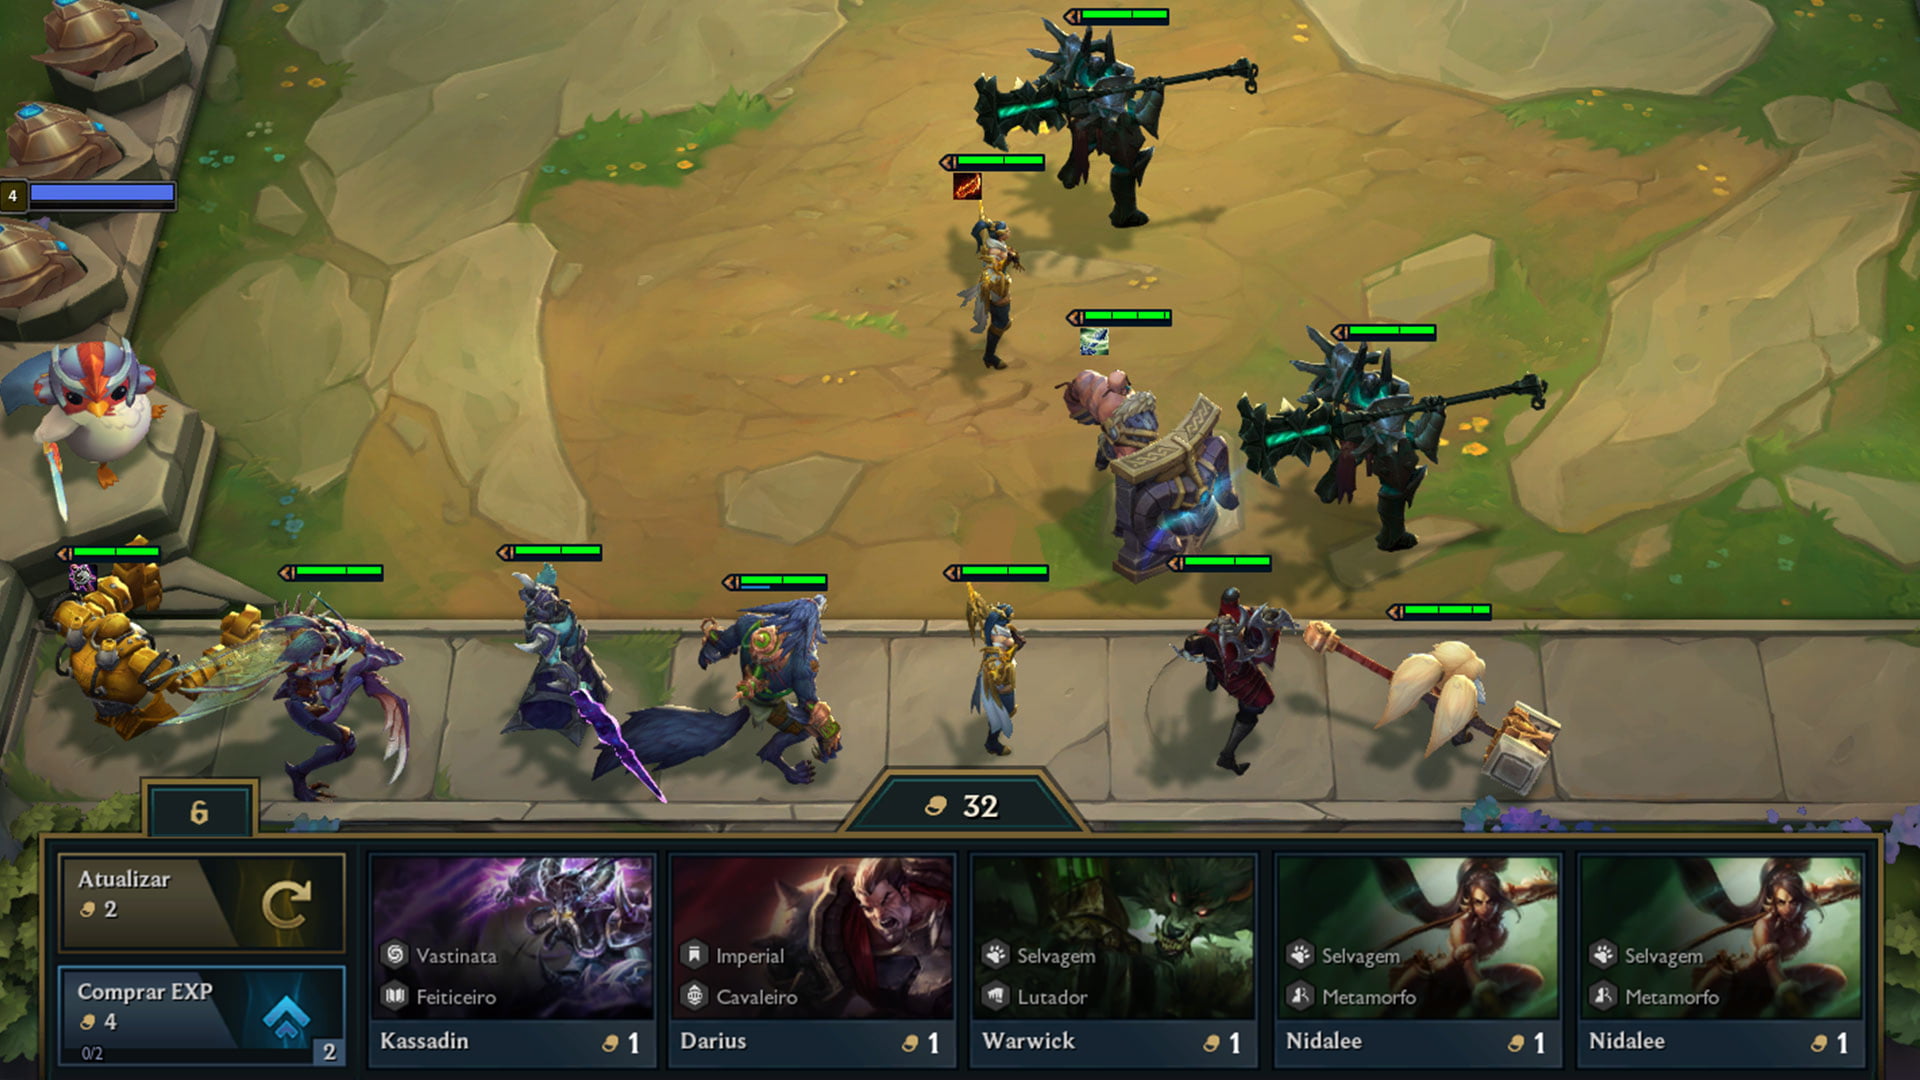 4
6
32
Atualizar
2
Comprar EXP
4
0/2
2
Vastinata
Feiticeiro
Kassadin
1
Imperial
Cavaleiro
Darius
1
Selvagem
Lutador
Warwick
1
Selvagem
Metamorfo
Nidalee
1
Selvagem
Metamorfo
Nidalee
1